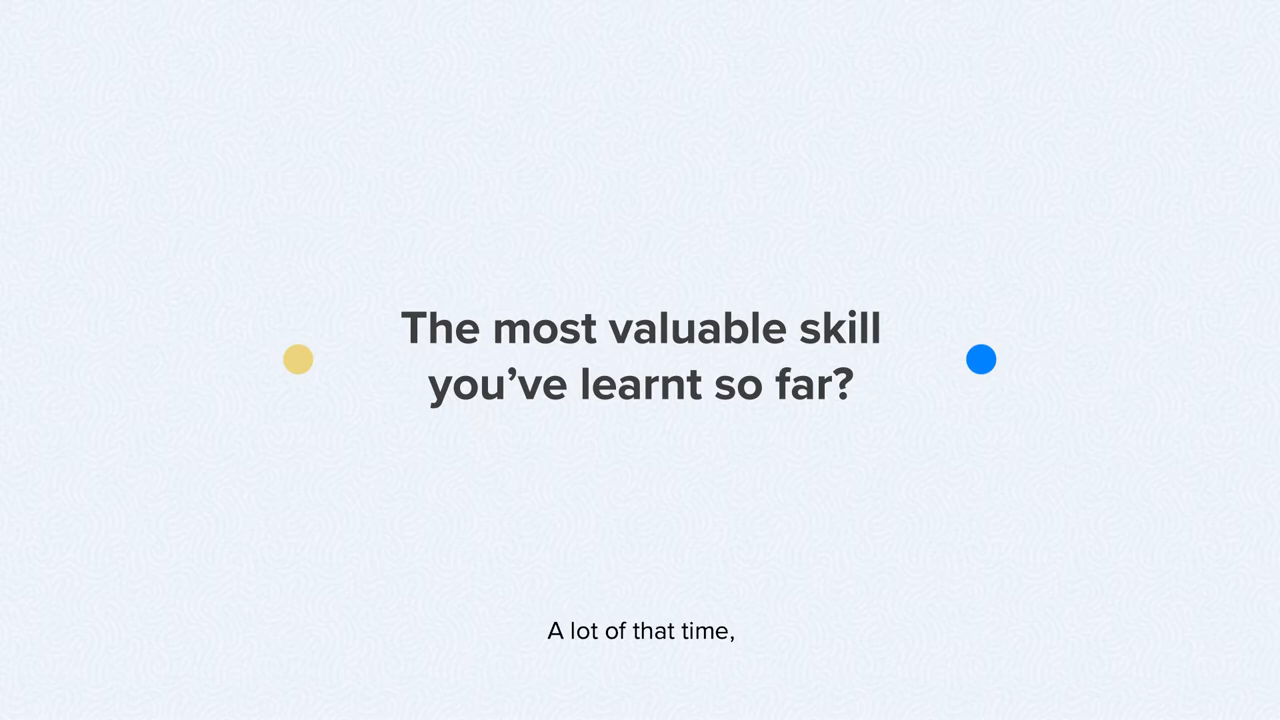 The most valuable skill
you’ve learnt so far?
A lot of that time,